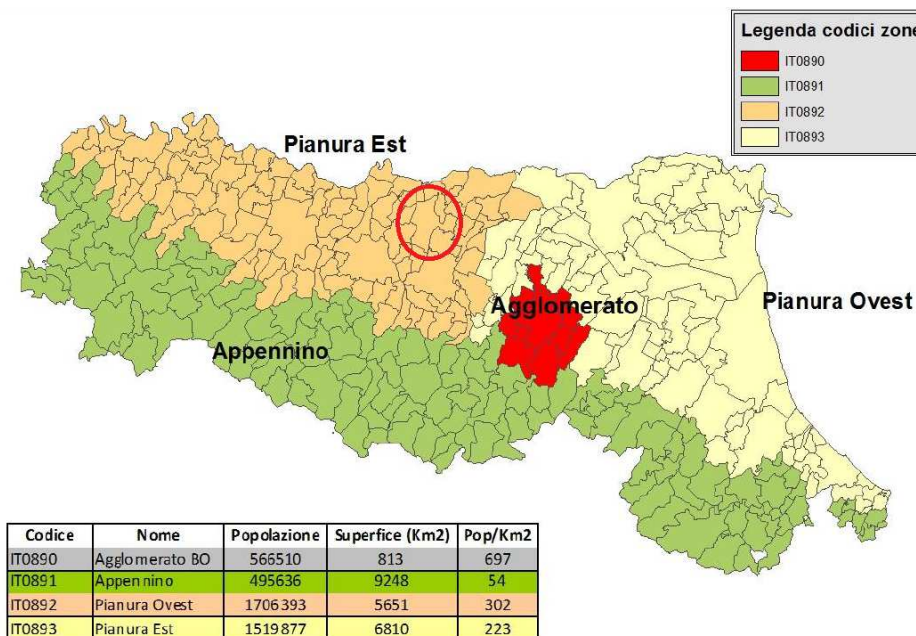 Legenda codici zone
IT0890
IT0891
IT0892
IT0893
Pianura Est
Agglomerato
Pianura Ovest
Appennino
Codice Nome Popolazione Superfice (Km2) Pop/Km2
IT0890 Agglomerato BO 566510 813 697
IT0891 Appennino 495636 9248 54
IT0892 Pianura Ovest 1706393 5651 302
IT0893 Pianura Est 1519877 6810 223